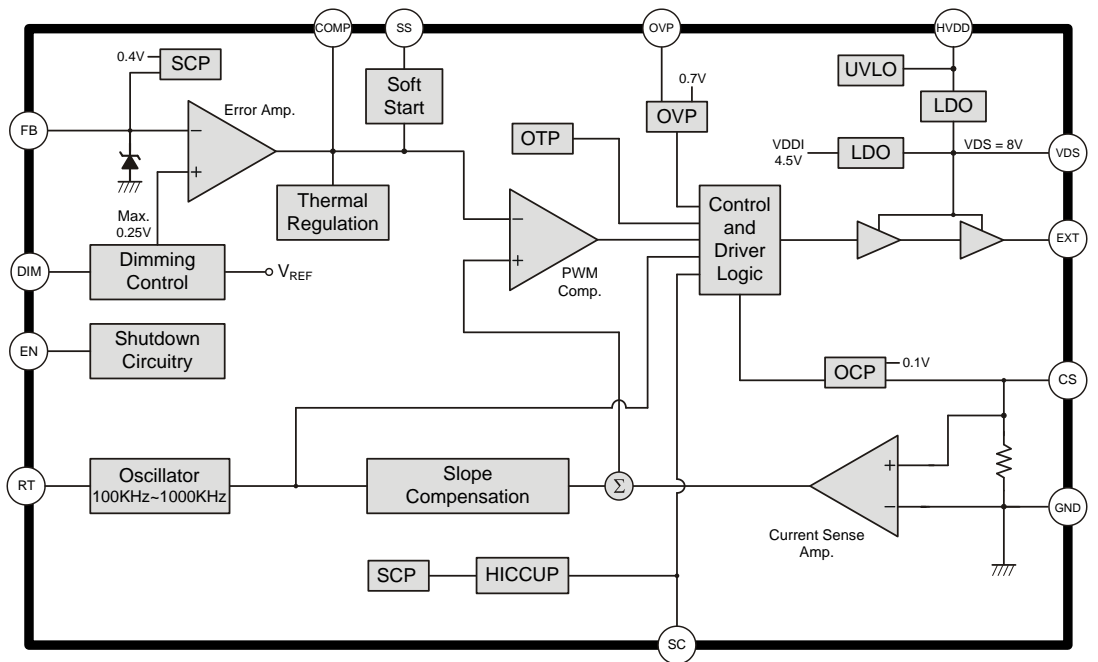 COMP
SS
OVP
HVDD
0.4V
SCP
UVLO
Soft
Start
0.7V
LDO
Error Amp.
OVP
FB
−
OTP
VDDI
4.5V
LDO
VDS = 8V
VDS
+
Thermal
Regulation
Control
and
Driver
Logic
−
Max.
0.25V
EXT
Dimming
Control
DIM
VREF
+
PWM
Comp.
Shutdown
Circuitry
EN
OCP
0.1V
CS
Oscillator
100KHz~1000KHz
RT
Slope
Compensation
Σ
+
−
GND
Current Sense
Amp.
SCP
HICCUP
SC